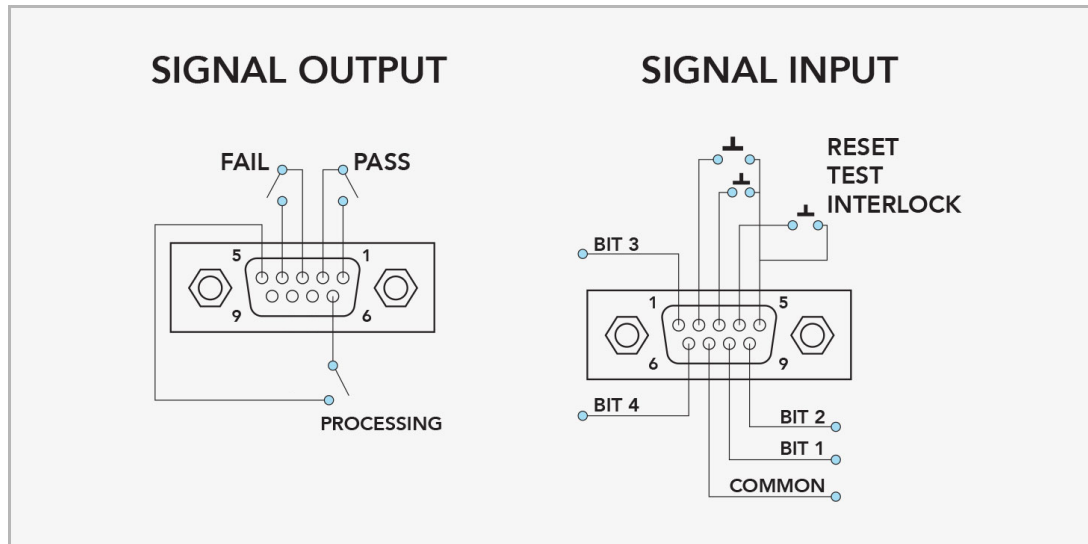 SIGNAL OUTPUT
FAIL
PASS
5
1
9
6
PROCESSING
SIGNAL INPUT
RESET
TEST
INTERLOCK
BIT 3
1
5
6
9
BIT 4
BIT 2
BIT 1
COMMON